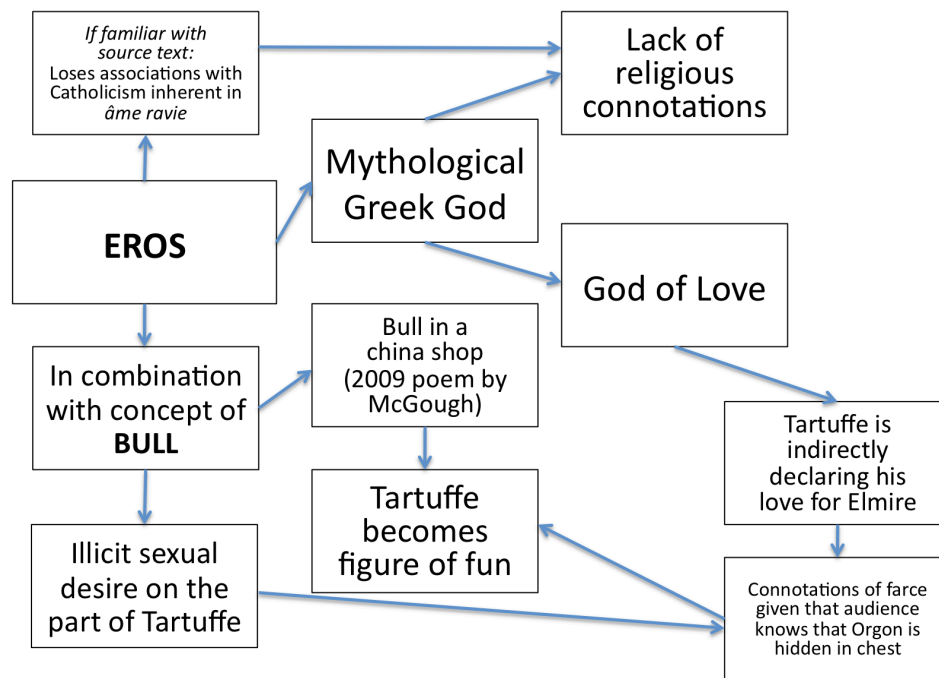 If familiar with
source text:
Loses associations with
Catholicism inherent in
âme ravie
Lack of
religious
connotations
Mythological
Greek God
EROS
God of Love
In combination
with concept of
BULL
Bull in a
china shop
(2009 poem by
McGough)
Tartuffe is
indirectly
declaring his
love for Elmire
Tartuffe
becomes
figure of fun
Illicit sexual
desire on the
part of Tartuffe
Connotations of farce
given that audience
knows that Orgon is
hidden in chest